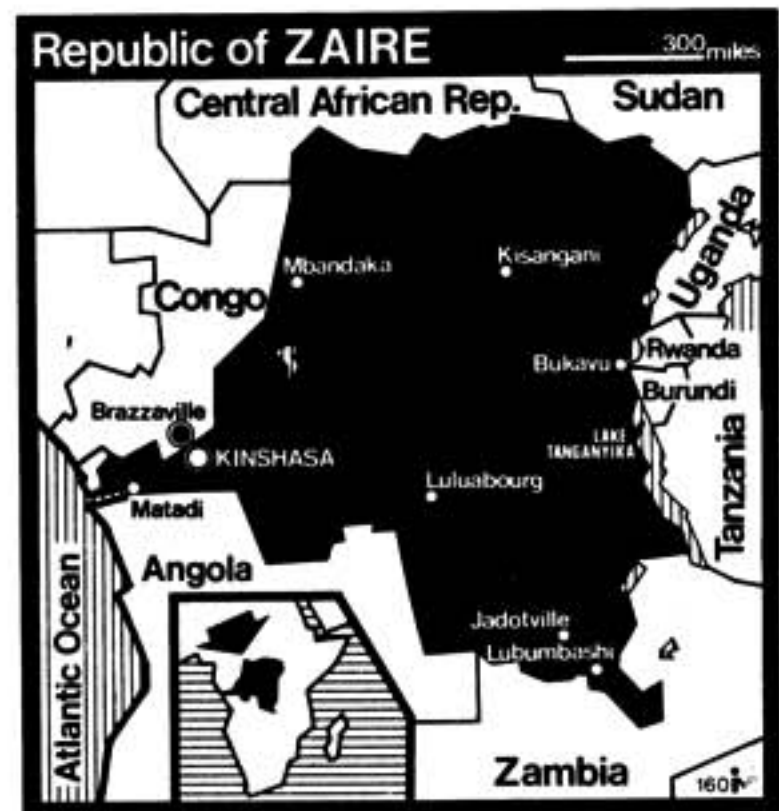 Republic of ZAIRE
300 miles
Central African Rep.
Sudan
Uganda
Mbandaka
Kisangani
Congo
Rwanda
Bukavu
Burundi
Brazzaville
LAKE
TANGANYIKA
KINSHASA
Tanzania
Luluabourg
Matadi
Angola
Atlantic Ocean
Jadotville
Lubumbashi
Zambia
160